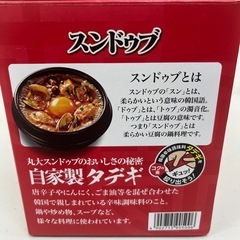 スンドゥブ
スンドゥブとは
スンドゥブの「スン」とは、
柔らかいという意味の韓国語。
「ドゥブ」とは、「トゥブ」の濁音化。
「トゥブ」とは豆腐の意味です。
つまり「スンドゥブ」とは
柔らかい豆腐の鍋料理です。
丸大スンドゥブのおいしさの秘密
自家製タデギ
唐辛子やにんにく、ごま油等を混ぜ合わせた
韓国で親しまれている辛味調味料のこと。
鍋や炒め物、スープなど、
様々な料理に使われています。
タデギ
ギュッ!